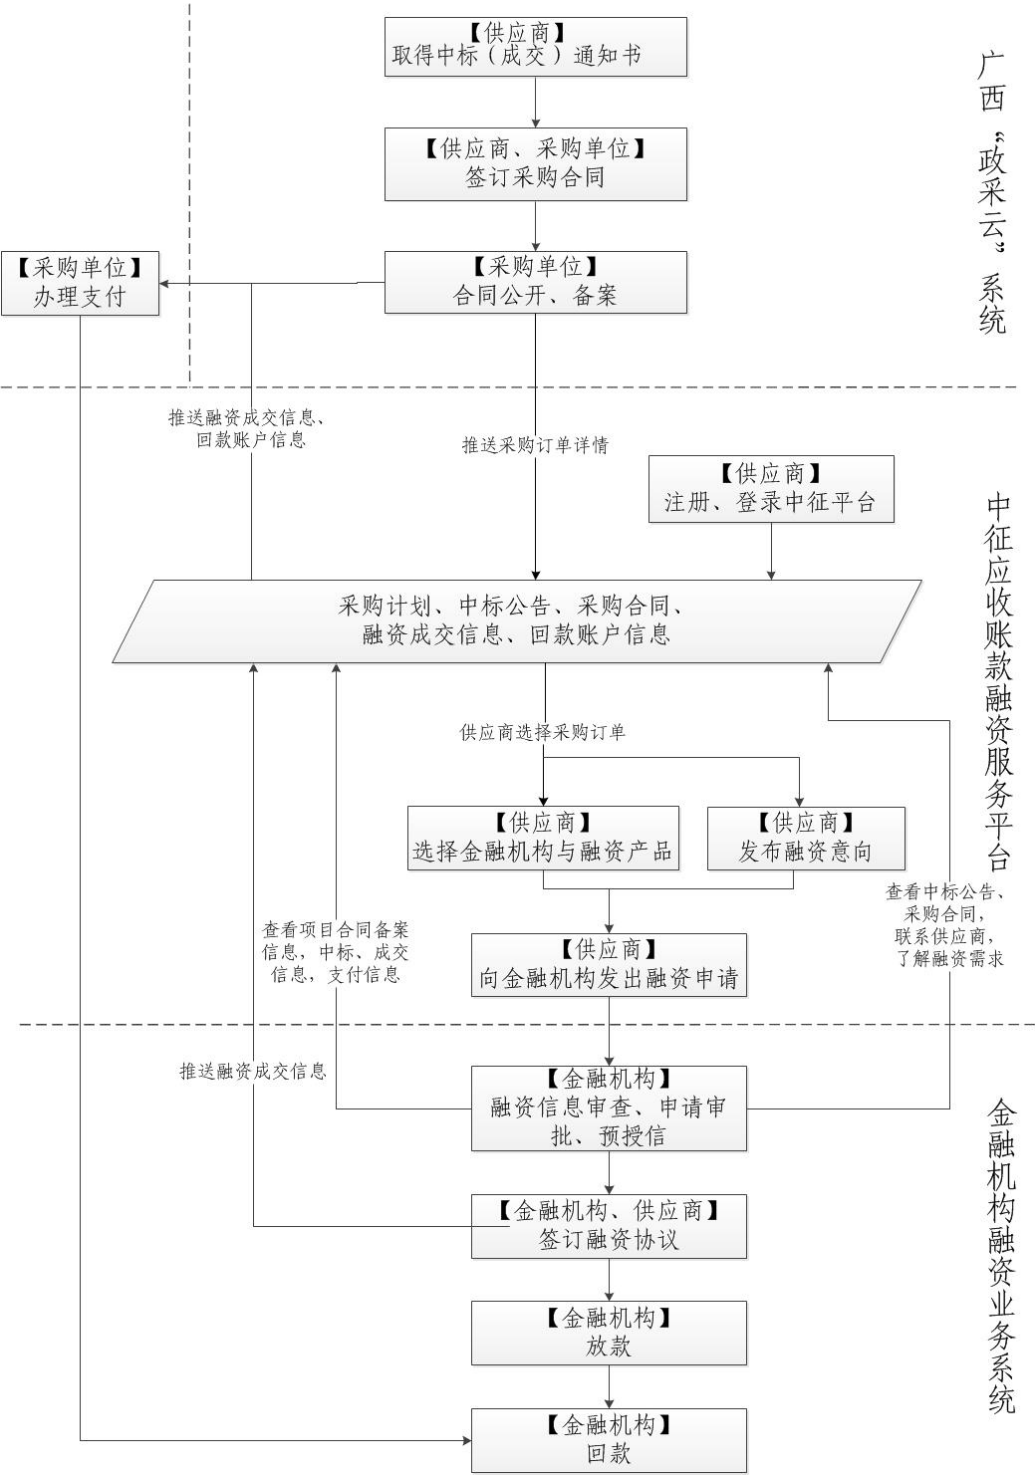 【供应商】
取得中标（成交）通知书
【供应商、采购单位】
签订采购合同
【采购单位】
办理支付
【采购单位】
合同公开、备案
广西“政采云”系统
推送融资成交信息、
回款账户信息
推送采购订单详情
【供应商】
注册、登录中征平台
采购计划、中标公告、采购合同、
融资成交信息、回款账户信息
中征应收账款融资服务平台
供应商选择采购订单
【供应商】
选择金融机构与融资产品
【供应商】
发布融资意向
查看中标公告、
采购合同，
联系供应商，
了解融资需求
查看项目合同备案
信息，中标、成交
信息，支付信息
【供应商】
向金融机构发出融资申请
推送融资成交信息
【金融机构】
融资信息审查、申请审
批、预授信
金融机构融资业务系统
【金融机构、供应商】
签订融资协议
【金融机构】
放款
【金融机构】
回款